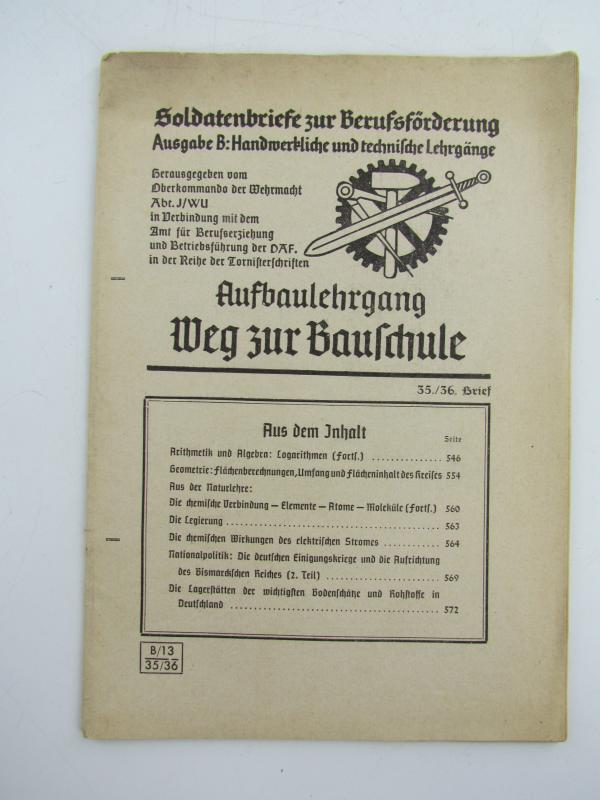 Soldatenbriefe zur Berufsförderung
Ausgabe B: Handwerkliche und technische Lehrgänge
Herausgegeben vom
Oberkommando der Wehrmacht
Abt. J/WU
in Verbindung mit dem
Amt für Berufserziehung
und Betriebsführung der DAF.
in der Reihe der Tornisterschriften
Aufbaulehrgang
Weg zur Bauschule
35./36. Brief
Aus dem Inhalt
Seite
Arithmetik und Algebra: Logarithmen (Forts.) ............... 546
Geometrie: Flächenberechnungen, Umfang und Flächeninhalt des Kreises 554
Aus der Naturlehre:
Die chemische Verbindung — Elemente — Atome — Moleküle (Forts.) 560
Die Legierung ............................................ 563
Die chemischen Wirkungen des elektrischen Stromes ............ 564
Nationalpolitik: Die deutschen Einigungskriege und die Aufrichtung
des Bismarckschen Reiches (2. Teil) ........................ 569
Die Lagerstätten der wichtigsten Bodenschätze und Rohstoffe in
Deutschland ............................................ 572
B/13
35/36